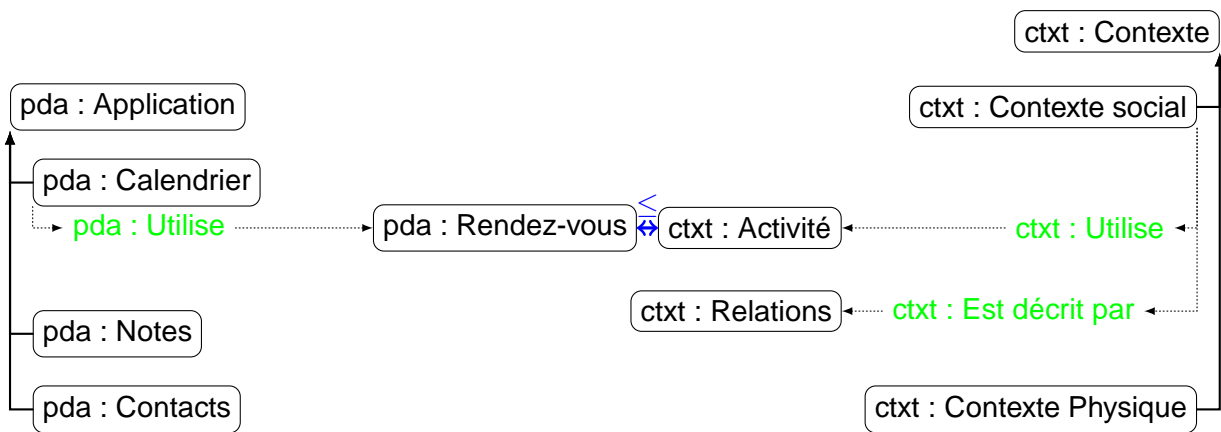 ctxt : Contexte
pda : Application
ctxt : Contexte social
pda : Calendrier
pda : Utilise
pda : Rendez-vous
≤
ctxt : Activité
ctxt : Utilise
ctxt : Relations
ctxt : Est décrit par
pda : Notes
pda : Contacts
ctxt : Contexte Physique